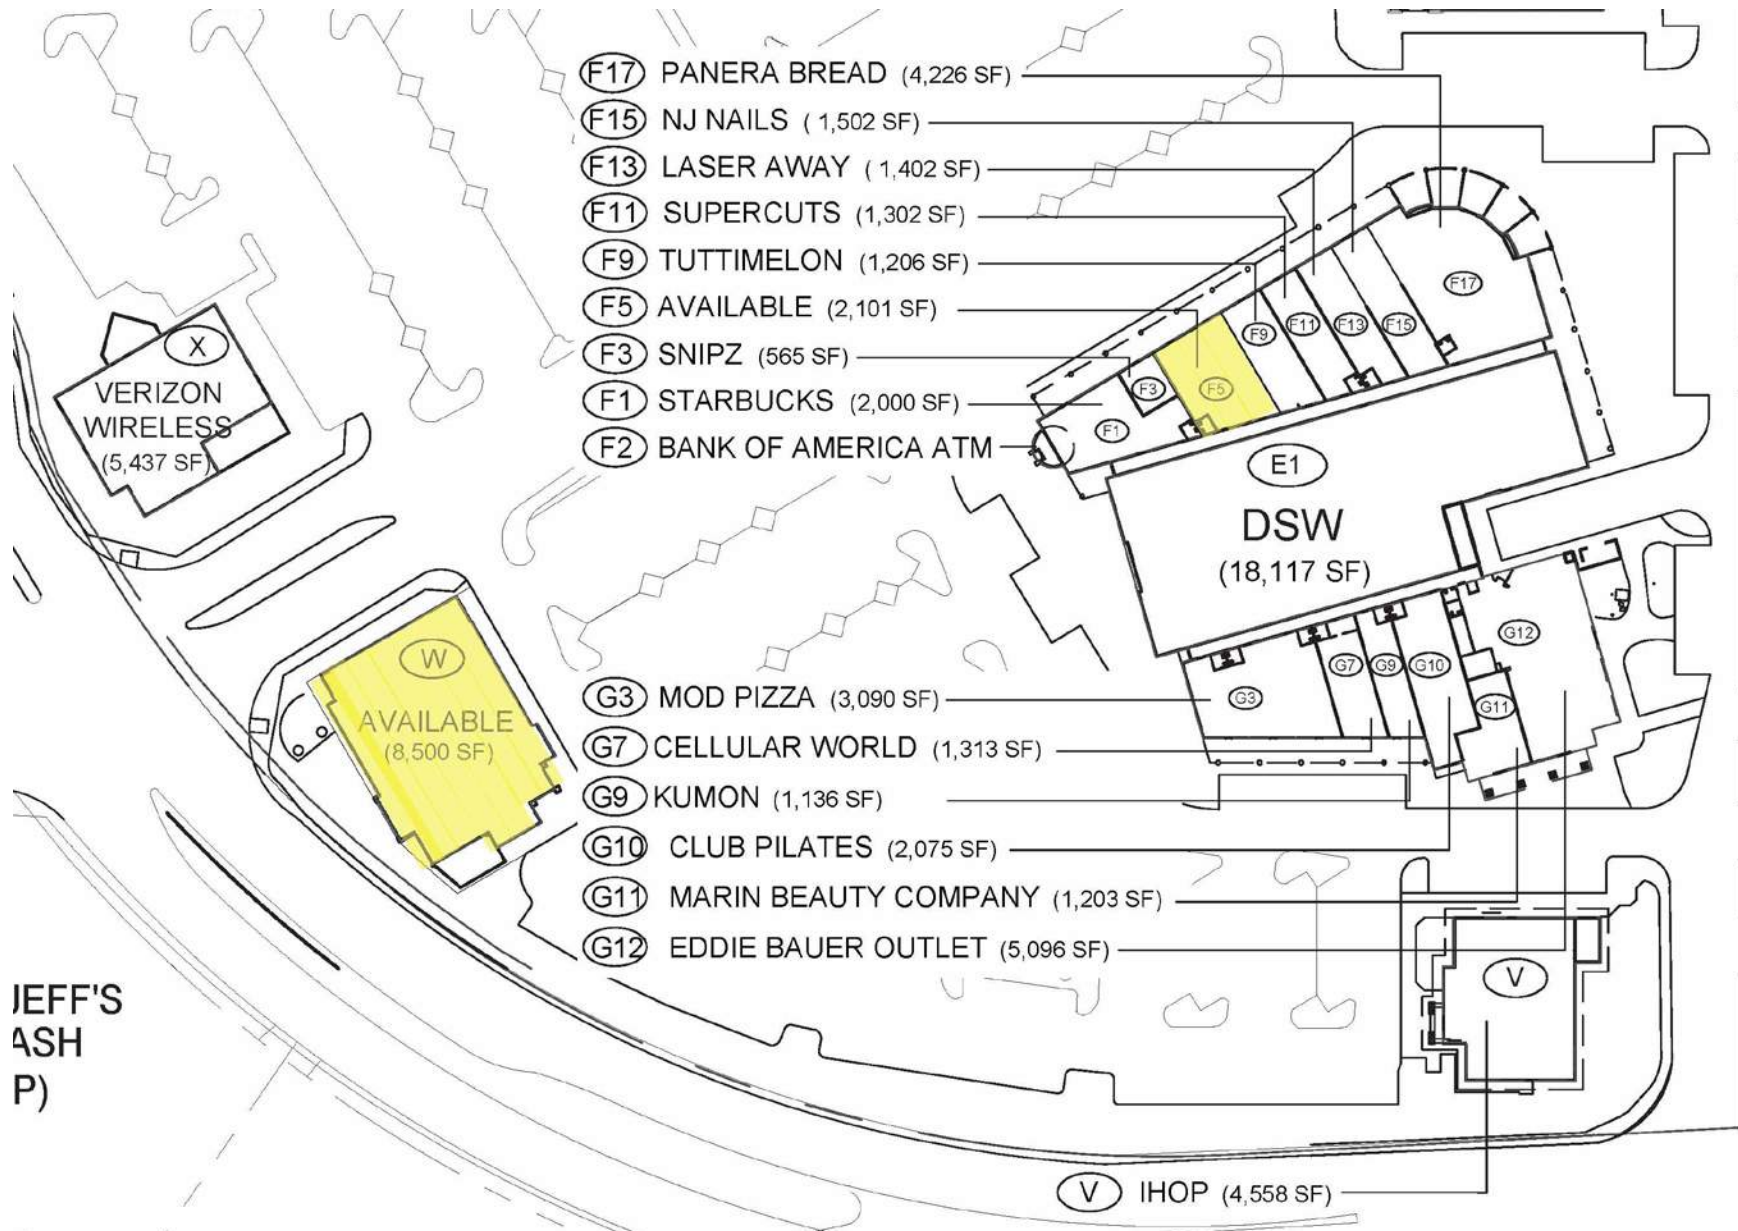 F17 PANERA BREAD (4,226 SF)
F15 NJ NAILS ( 1,502 SF)
F13 LASER AWAY ( 1,402 SF)
F11 SUPERCUTS (1,302 SF)
F9 TUTTIMELON (1,206 SF)
F5 AVAILABLE (2,101 SF)
F3 SNIPZ (565 SF)
F1 STARBUCKS (2,000 SF)
F2 BANK OF AMERICA ATM
X
VERIZON
WIRELESS
(5,437 SF)
F17
F15
F13
F11
F9
F5
F3
F1
E1
DSW
(18,117 SF)
W
AVAILABLE
(8,500 SF)
G3 MOD PIZZA (3,090 SF)
G7 CELLULAR WORLD (1,313 SF)
G9 KUMON (1,136 SF)
G10 CLUB PILATES (2,075 SF)
G11 MARIN BEAUTY COMPANY (1,203 SF)
G12 EDDIE BAUER OUTLET (5,096 SF)
G3
G7
G9
G10
G11
G12
JEFF'S
ASH
P)
V
V IHOP (4,558 SF)